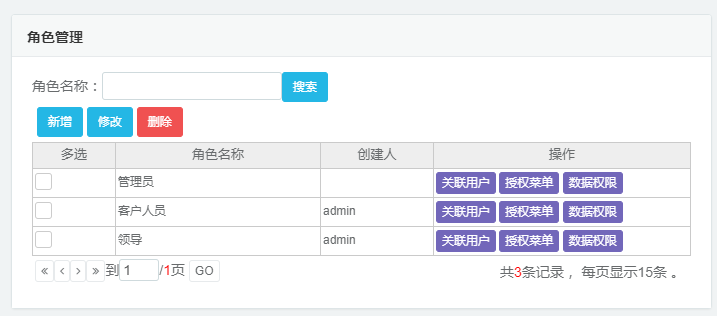 角色管理
角色名称： 搜索
新增 修改 删除
多选 角色名称 创建人 操作
管理员 关联用户 授权菜单 数据权限
客户人员 admin 关联用户 授权菜单 数据权限
领导 admin 关联用户 授权菜单 数据权限
« ‹ › » 到 1 /1页 GO 共3条记录 ，每页显示15条 。